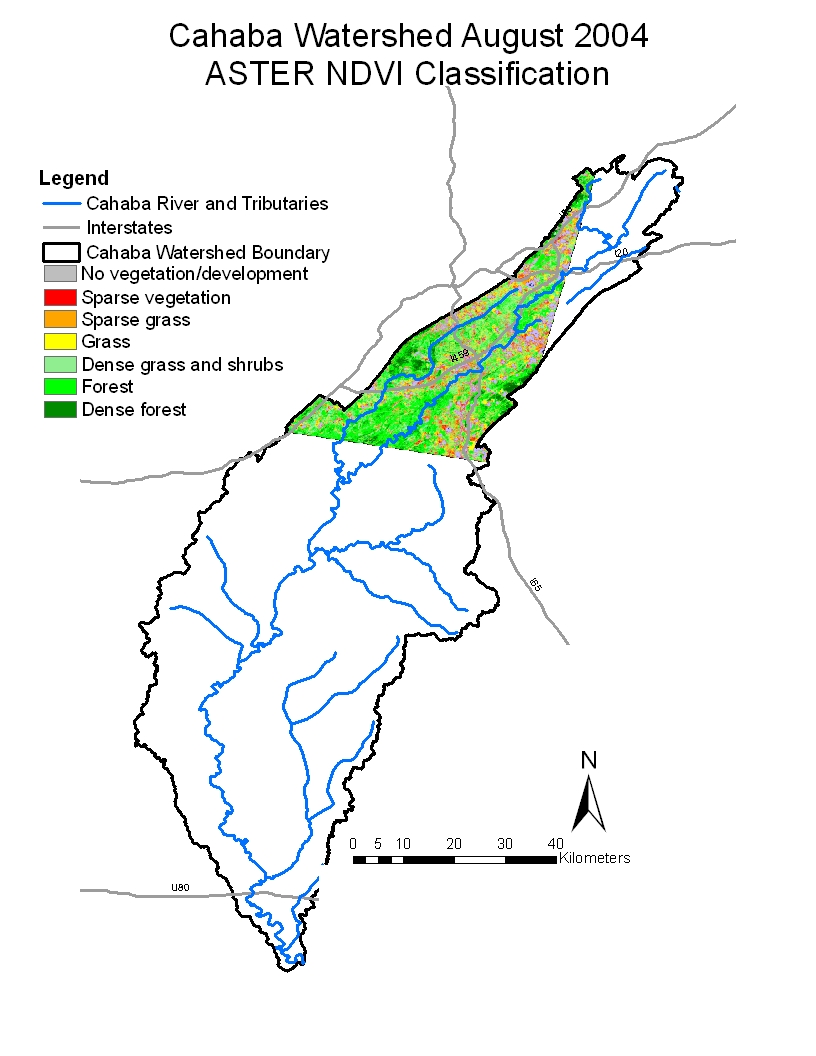 Cahaba Watershed August 2004
ASTER NDVI Classification
Legend
Cahaba River and Tributaries
Interstates
Cahaba Watershed Boundary
No vegetation/development
Sparse vegetation
Sparse grass
Grass
Dense grass and shrubs
Forest
Dense forest
I20
I459
I65
N
0 5 10 20 30 40
Kilometers
U80